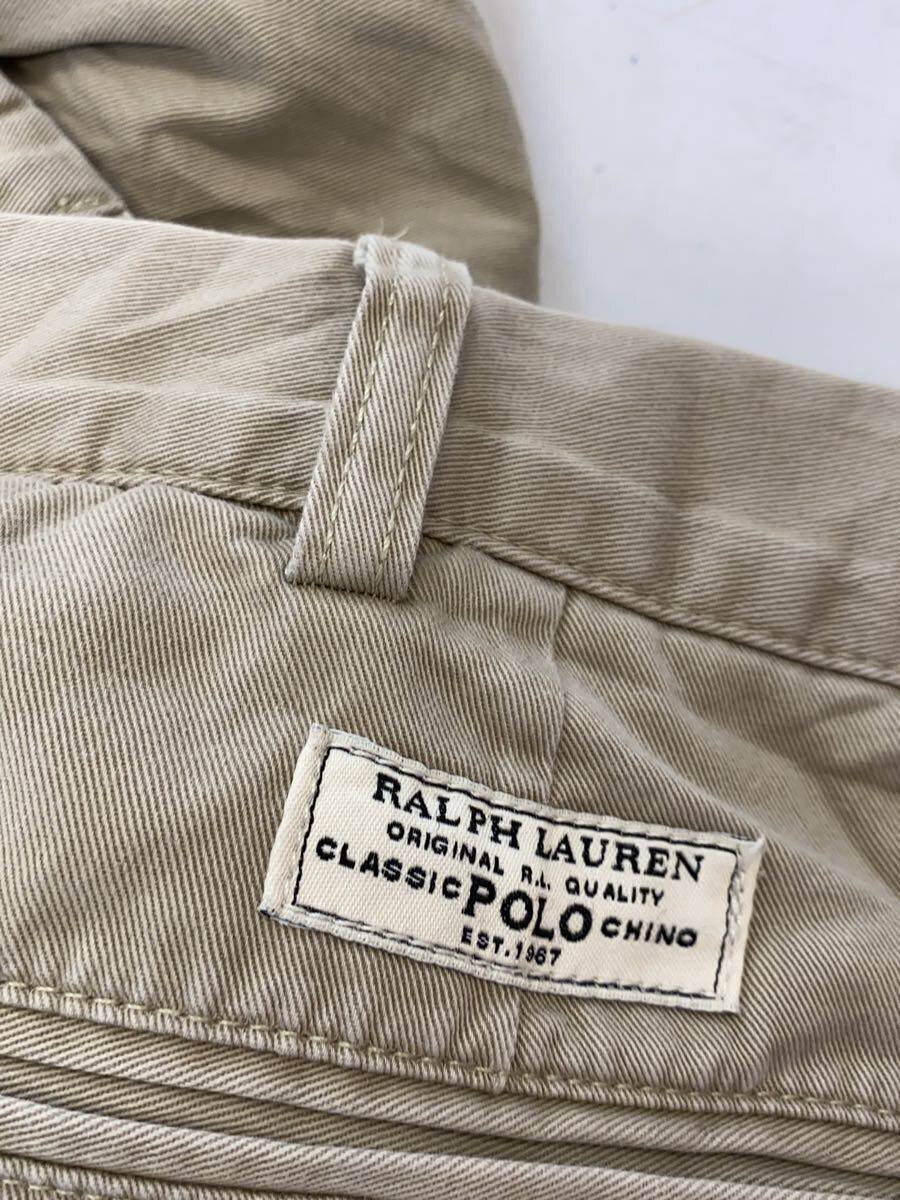 RALPH LAUREN
ORIGINAL R.L. QUALITY
CLASSIC POLO CHINO
EST. 1967